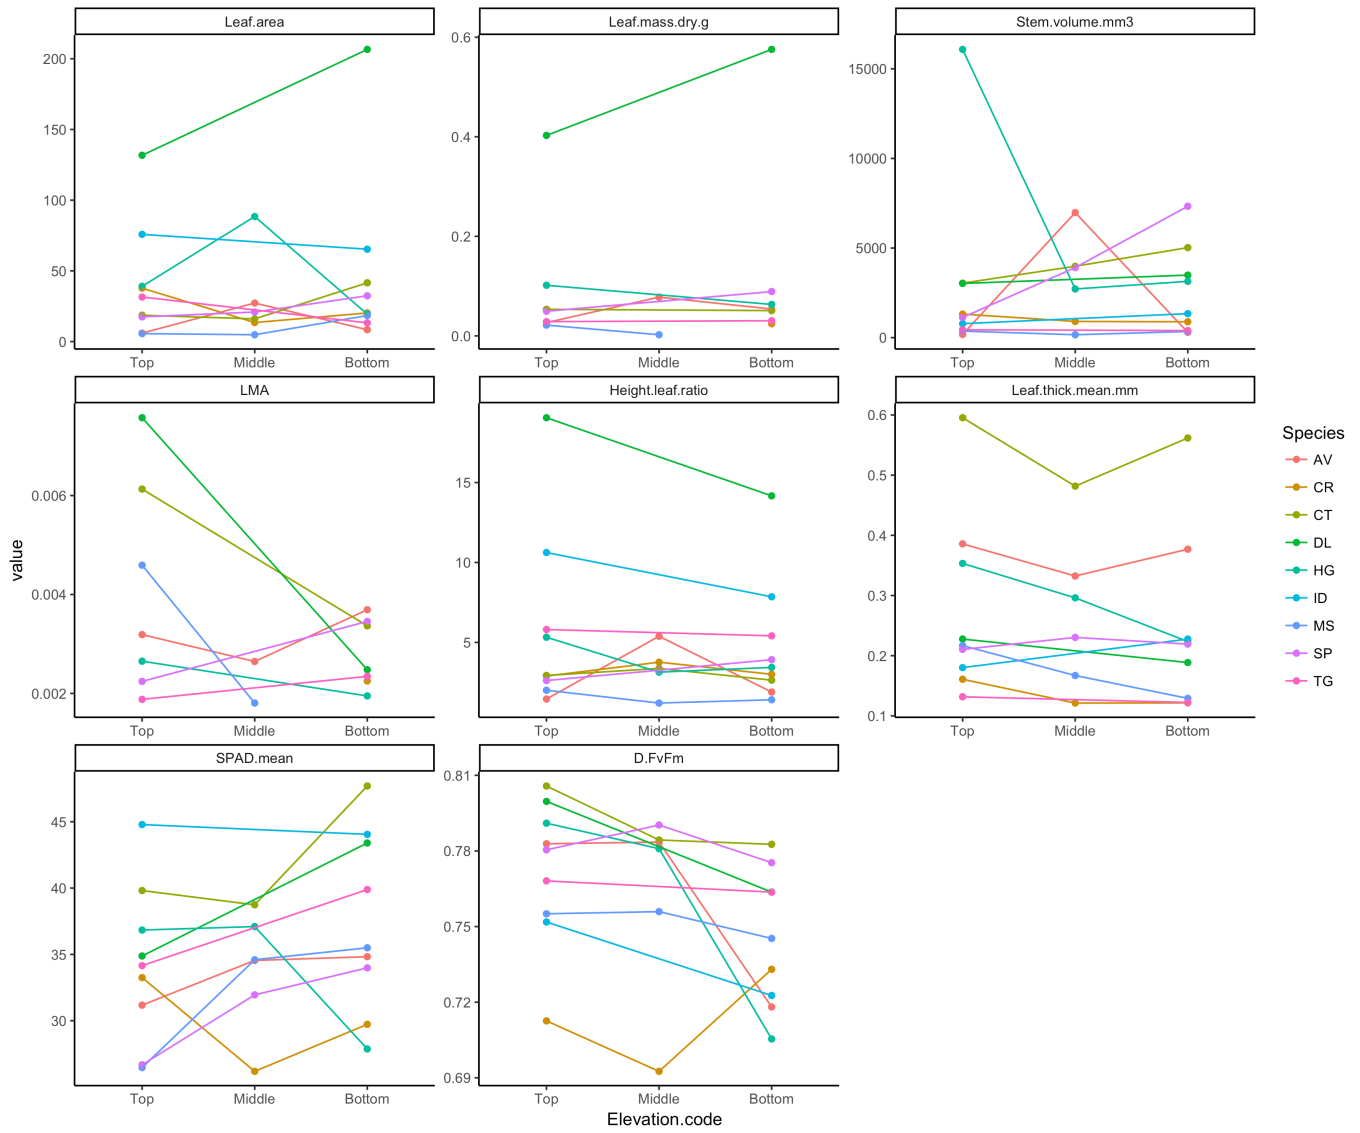 Leaf.area
Leaf.mass.dry.g
Stem.volume.mm3
200
150
100
50
0
0.6
0.4
0.2
0.0
15000
10000
5000
0
Top Middle Bottom
Top Middle Bottom
Top Middle Bottom
LMA
Height.leaf.ratio
Leaf.thick.mean.mm
value
0.006
0.004
0.002
15
10
5
0.6
0.5
0.4
0.3
0.2
0.1
Top Middle Bottom
Top Middle Bottom
Top Middle Bottom
SPAD.mean
D.FvFm
45
40
35
30
0.81
0.78
0.75
0.72
0.69
Top Middle Bottom
Top Middle Bottom
Elevation.code
Species
AV
CR
CT
DL
HG
ID
MS
SP
TG